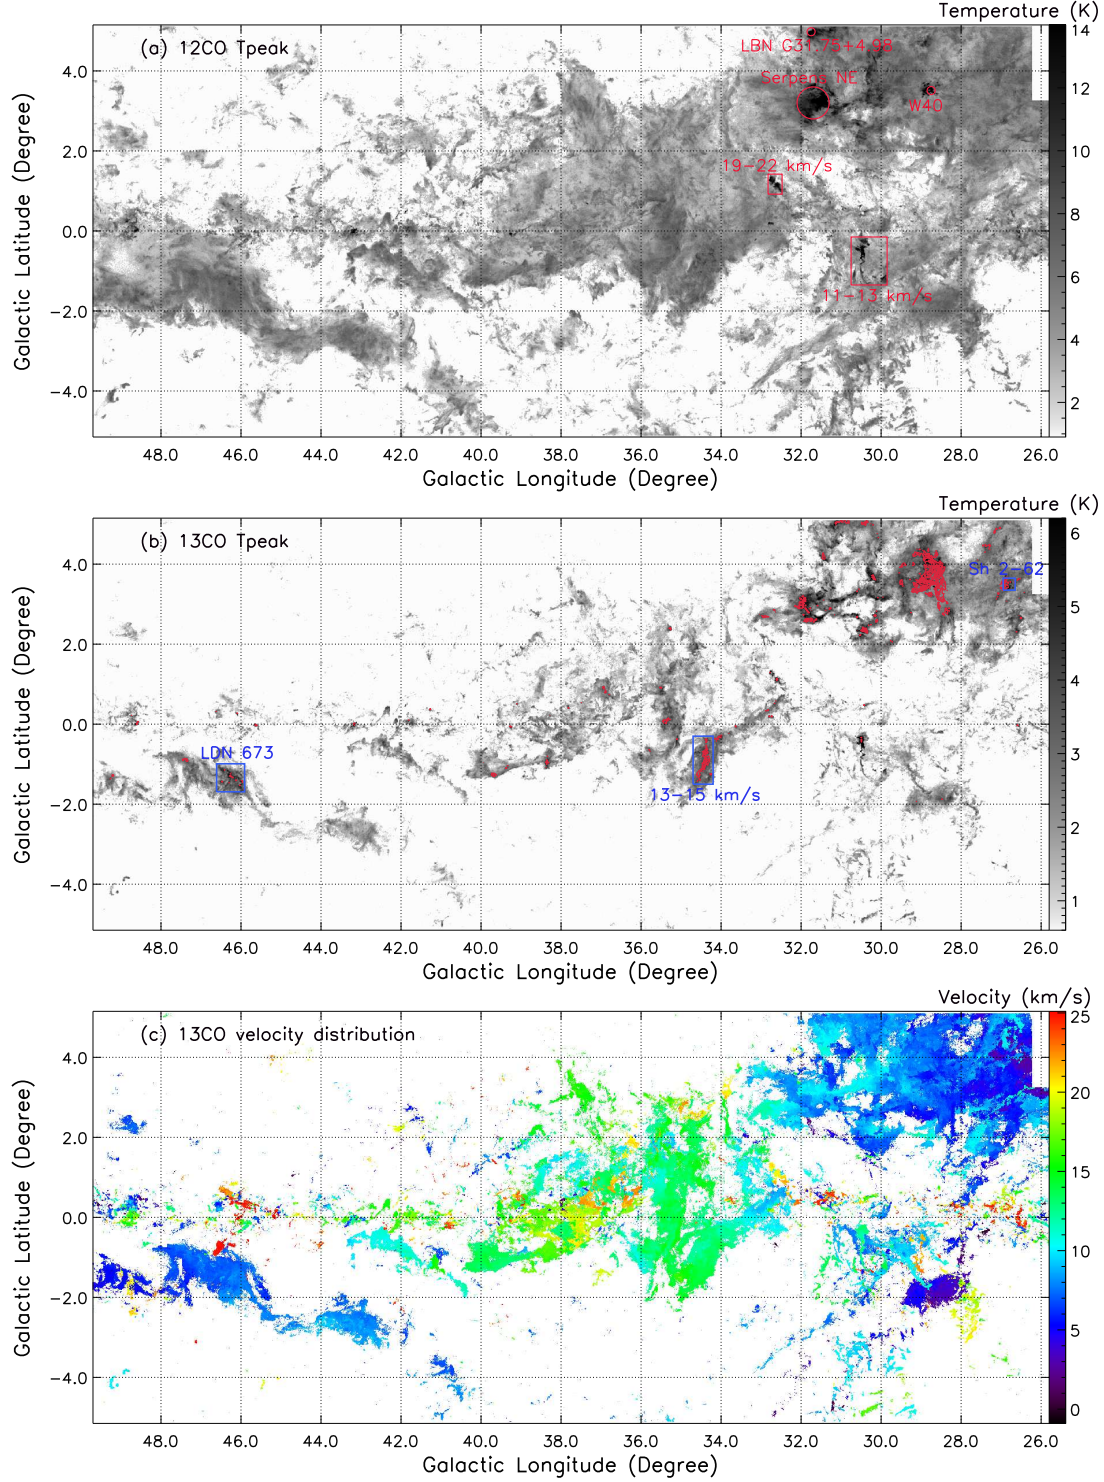 Temperature (K)
(a) 12CO Tpeak
LBN G31.75+4.98
Serpens NE
W40
19-22 km/s
11-13 km/s
Galactic Latitude (Degree)
4.0
2.0
0.0
-2.0
-4.0
14
12
10
8
6
4
2
48.0 46.0 44.0 42.0 40.0 38.0 36.0 34.0 32.0 30.0 28.0 26.0
Galactic Longitude (Degree)
Temperature (K)
(b) 13CO Tpeak
Sh 2-62
LDN 673
13-15 km/s
Galactic Latitude (Degree)
4.0
2.0
0.0
-2.0
-4.0
6
5
4
3
2
1
48.0 46.0 44.0 42.0 40.0 38.0 36.0 34.0 32.0 30.0 28.0 26.0
Galactic Longitude (Degree)
Velocity (km/s)
(c) 13CO velocity distribution
Galactic Latitude (Degree)
4.0
2.0
0.0
-2.0
-4.0
25
20
15
10
5
0
48.0 46.0 44.0 42.0 40.0 38.0 36.0 34.0 32.0 30.0 28.0 26.0
Galactic Longitude (Degree)